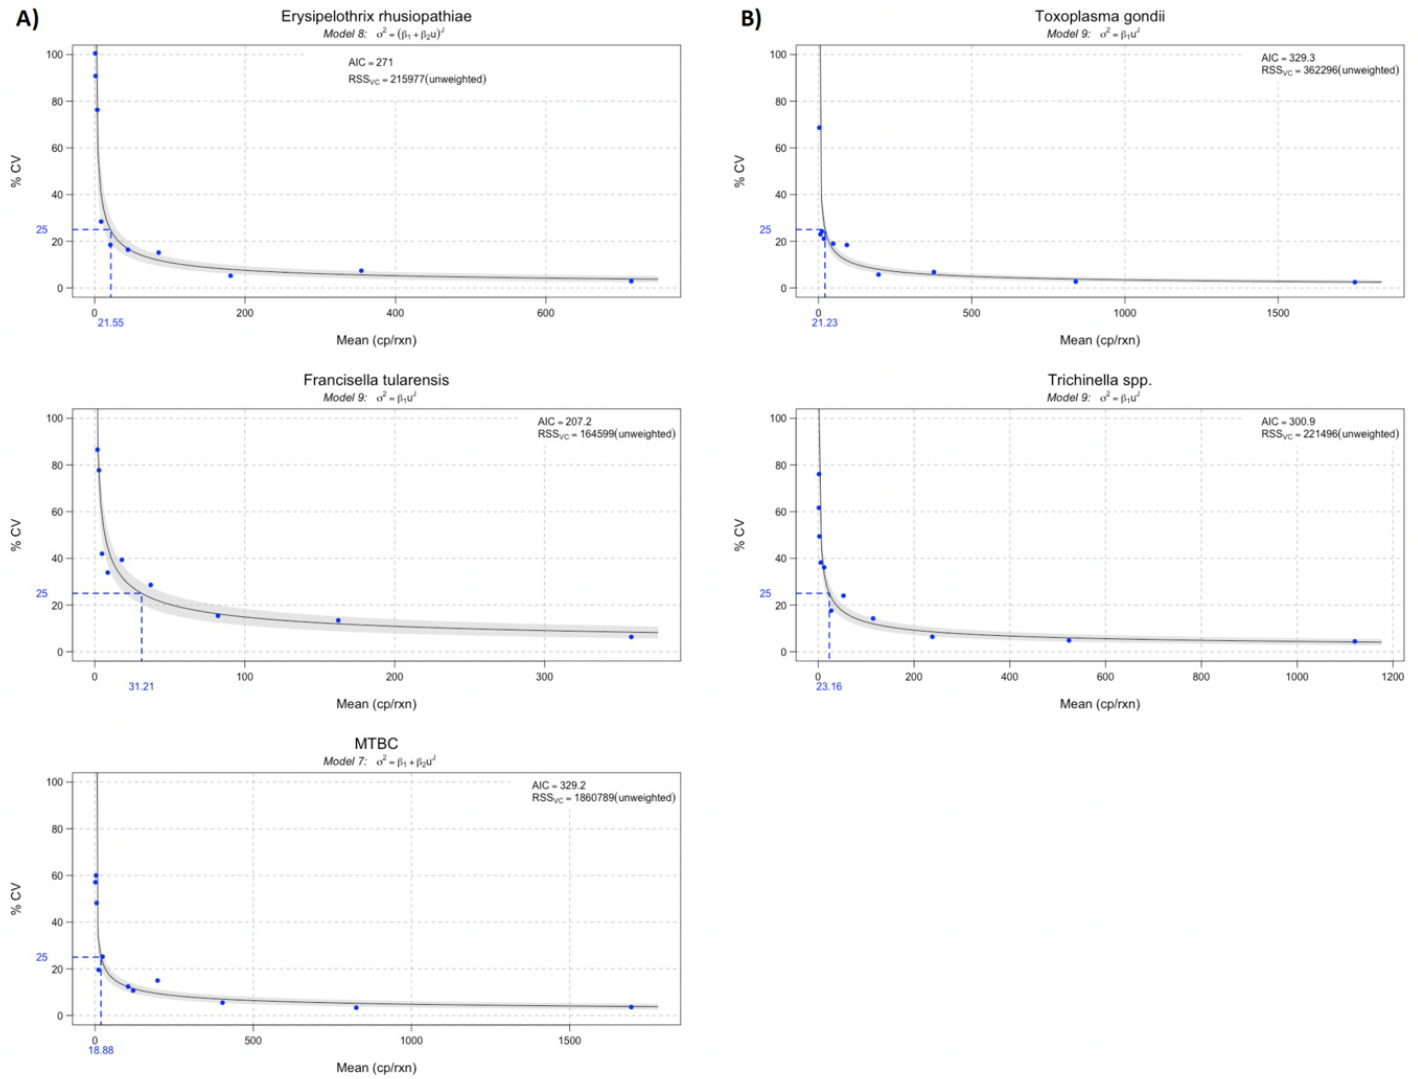 A)
Erysipelothrix rhusiopathiae
Model 8: σ² = (β₁ + β₂u)ᴶ
AIC = 271
RSS_VC = 215977(unweighted)
% CV
100
80
60
40
25
20
0
0 200 400 600
21.55
Mean (cp/rxn)
Francisella tularensis
Model 9: σ² = β₁uᴶ
AIC = 207.2
RSS_VC = 164599(unweighted)
% CV
100
80
60
40
25
20
0
0 100 200 300
31.21
Mean (cp/rxn)
MTBC
Model 7: σ² = β₁ + β₂uᴶ
AIC = 329.2
RSS_VC = 1860789(unweighted)
% CV
100
80
60
40
25
20
0
0 500 1000 1500
18.88
Mean (cp/rxn)
B)
Toxoplasma gondii
Model 9: σ² = β₁uᴶ
AIC = 329.3
RSS_VC = 362296(unweighted)
% CV
100
80
60
40
25
20
0
0 500 1000 1500
21.23
Mean (cp/rxn)
Trichinella spp.
Model 9: σ² = β₁uᴶ
AIC = 300.9
RSS_VC = 221496(unweighted)
% CV
100
80
60
40
25
20
0
0 200 400 600 800 1000 1200
23.16
Mean (cp/rxn)